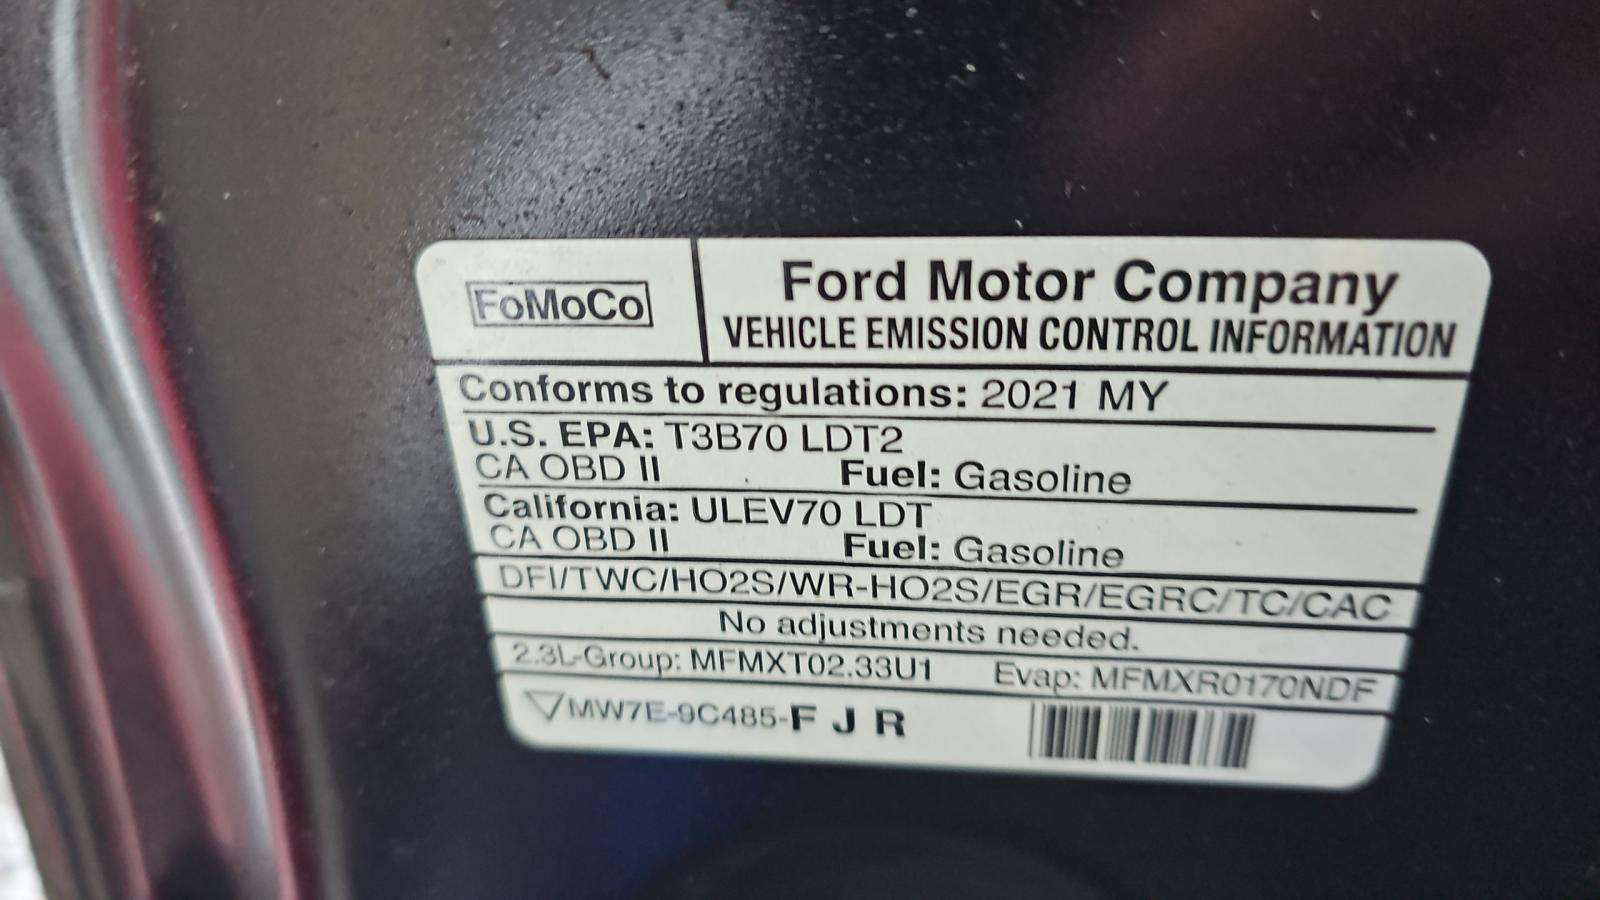 FoMoCo
Ford Motor Company
VEHICLE EMISSION CONTROL INFORMATION
Conforms to regulations: 2021 MY
U.S. EPA: T3B70 LDT2
CA OBD II Fuel: Gasoline
California: ULEV70 LDT
CA OBD II Fuel: Gasoline
DFI/TWC/HO2S/WR-HO2S/EGR/EGRC/TC/CAC
No adjustments needed.
2.3L-Group: MFMXT02.33U1 Evap: MFMXR0170NDF
MW7E-9C485-F J R